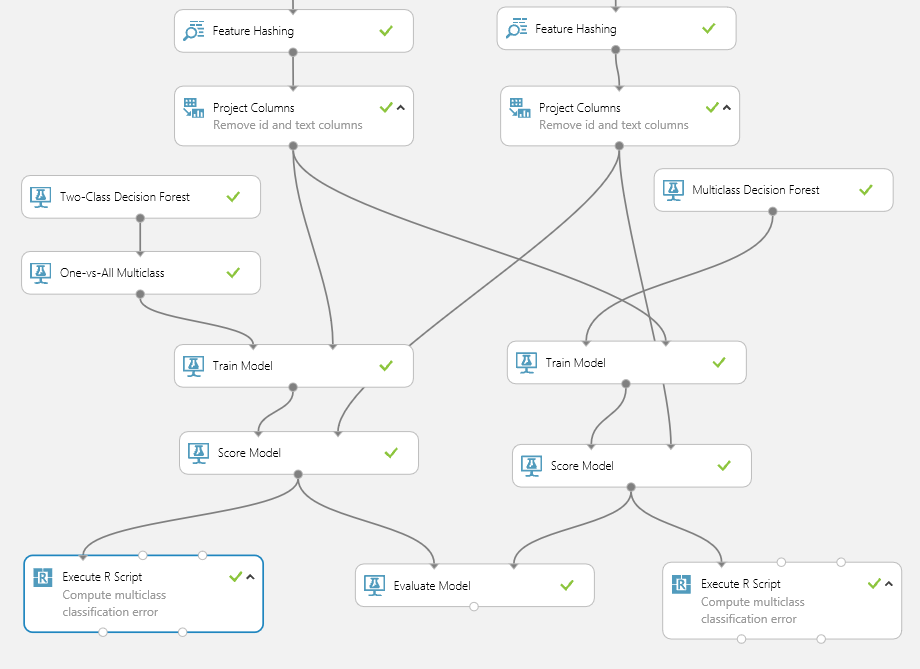 Feature Hashing
Feature Hashing
Project Columns
Remove id and text columns
Project Columns
Remove id and text columns
Two-Class Decision Forest
Multiclass Decision Forest
One-vs-All Multiclass
Train Model
Train Model
Score Model
Score Model
R
Execute R Script
Compute multiclass
classification error
Evaluate Model
R
Execute R Script
Compute multiclass
classification error